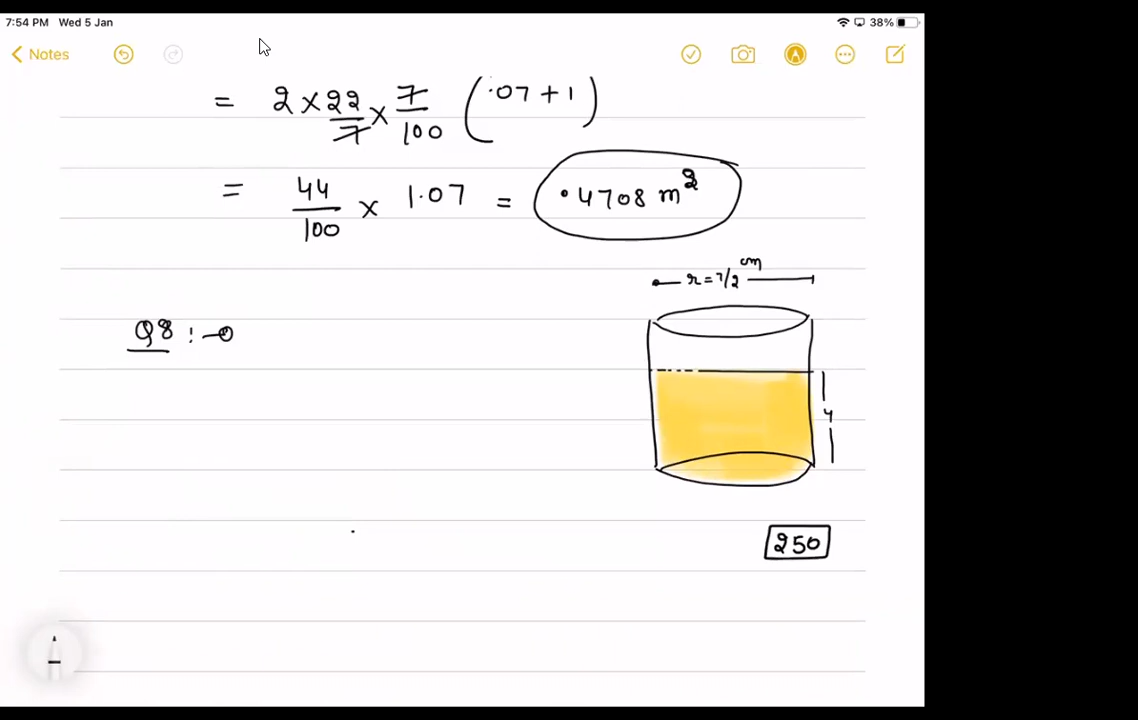 7:54 PM Wed 5 Jan 38%
Notes
= 2 × 22/7 × 7/100 (.07 + 1)
= 44/100 × 1.07 = .4708 m²
r = 7/2 cm
Q8 :-
4
250